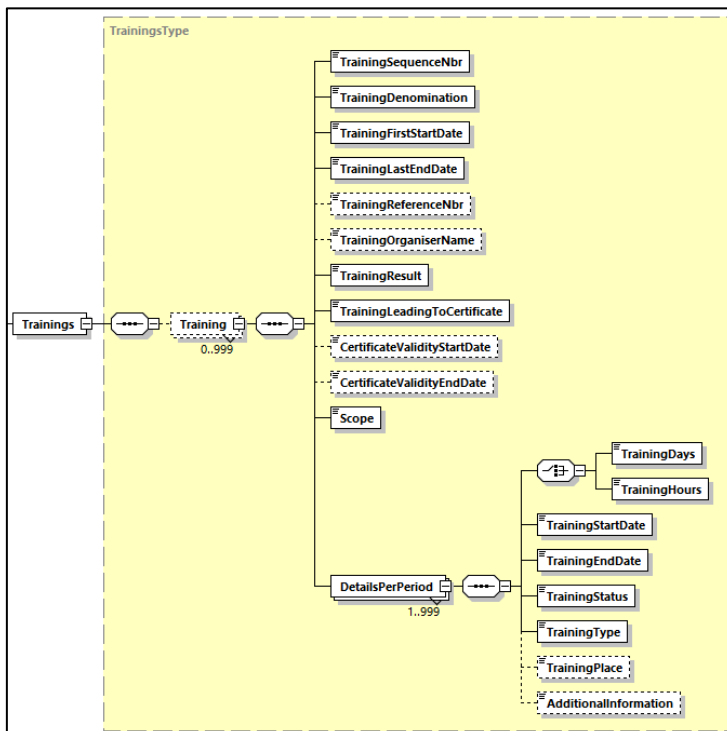 TrainingsType
TrainingSequenceNbr
TrainingDenomination
TrainingFirstStartDate
TrainingLastEndDate
TrainingReferenceNbr
TrainingOrganiserName
TrainingResult
Trainings
Training
TrainingLeadingToCertificate
0..999
CertificateValidityStartDate
CertificateValidityEndDate
Scope
TrainingDays
TrainingHours
TrainingStartDate
TrainingEndDate
DetailsPerPeriod
1..999
TrainingStatus
TrainingType
TrainingPlace
AdditionalInformation